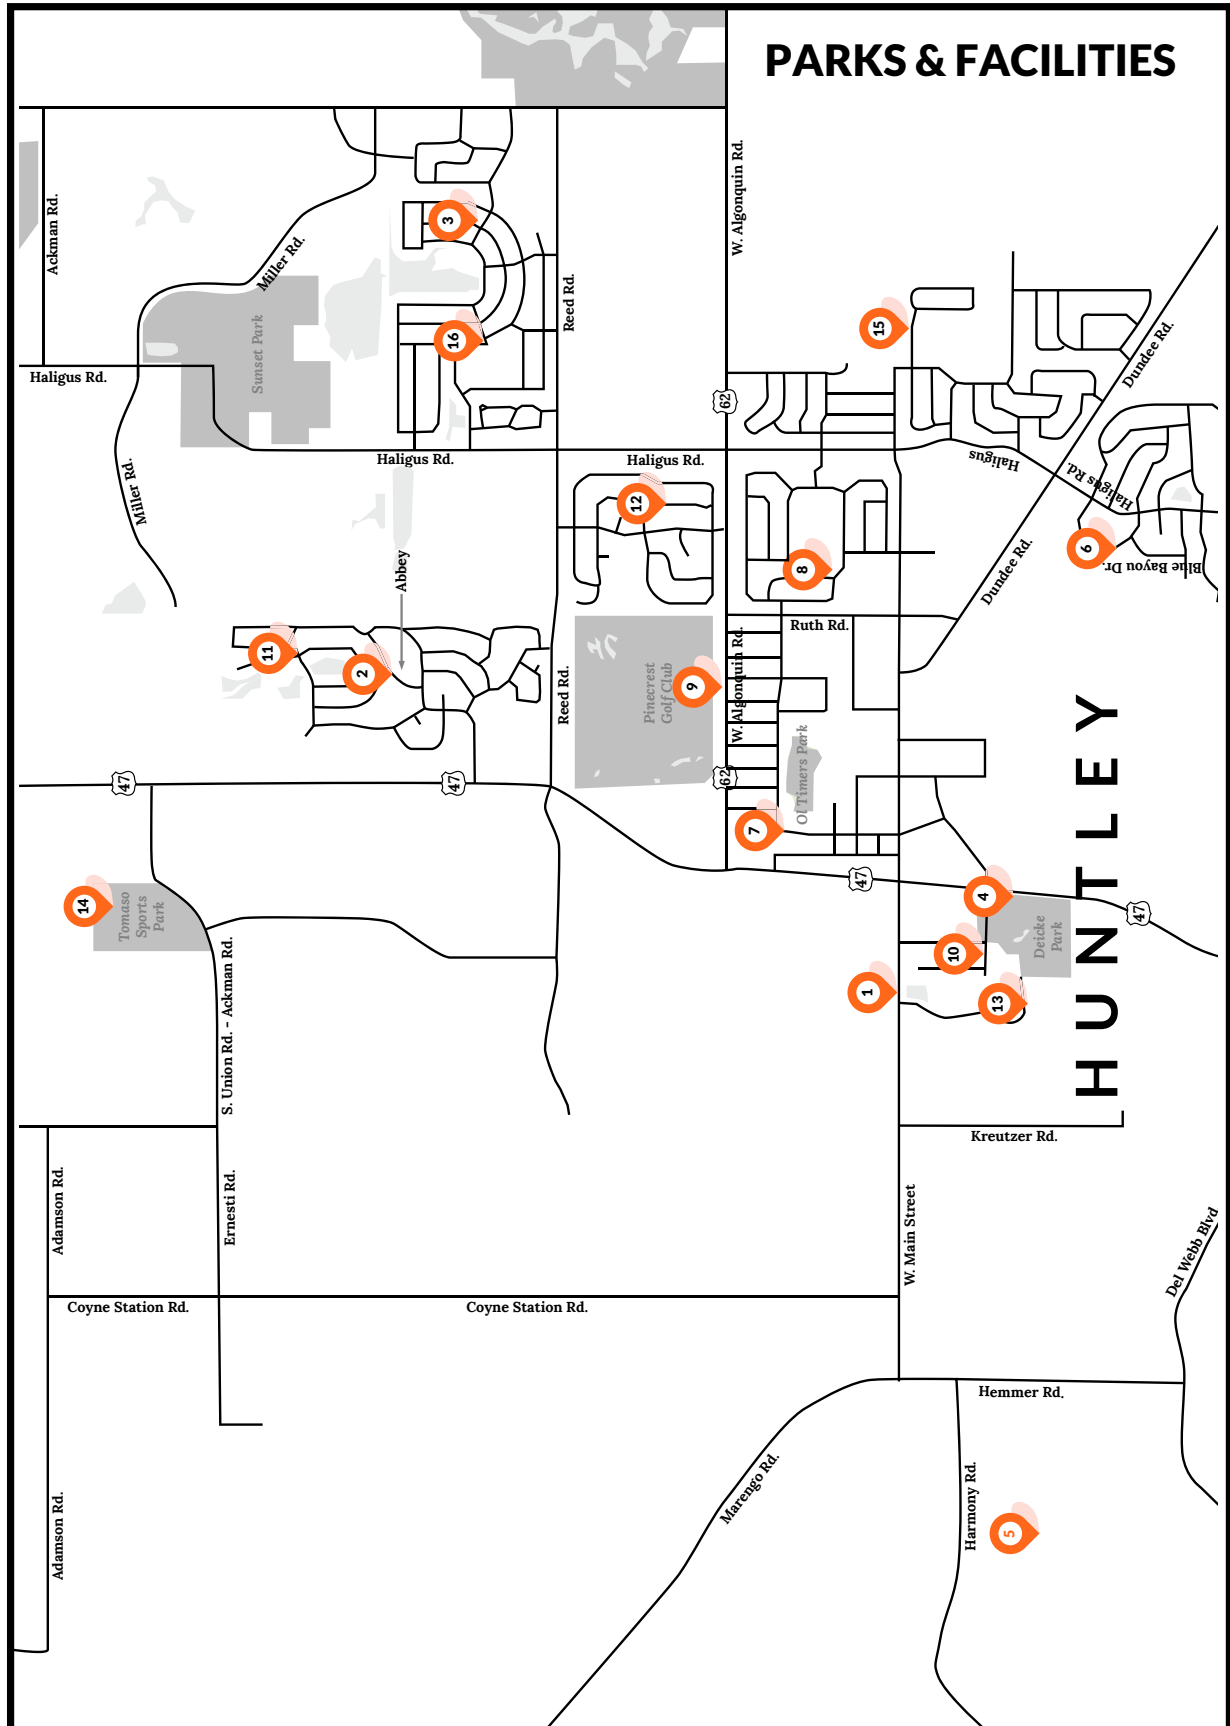 PARKS & FACILITIES
Ackman Rd.
W. Algonquin Rd.
3
Miller Rd.
Reed Rd.
Sunset Park
16
15
Dundee Rd.
Haligus Rd.
62
Haligus Rd.
Haligus Rd.
Haligus
Haligus Rd.
Miller Rd.
12
6
Blue Bayou Dr.
Abbey
8
Dundee Rd.
Ruth Rd.
11
2
Reed Rd.
Pinecrest
Golf Club
9
W. Algonquin Rd.
Ol Timers Park
47
47
62
7
HUNTLEY
14
Tomaso
Sports
Park
47
4
47
Deicke
Park
10
1
13
S. Union Rd. - Ackman Rd.
Kreutzer Rd.
Adamson Rd.
Ernesti Rd.
W. Main Street
Del Webb Blvd
Coyne Station Rd.
Coyne Station Rd.
Hemmer Rd.
Marengo Rd.
Harmony Rd.
5
Adamson Rd.